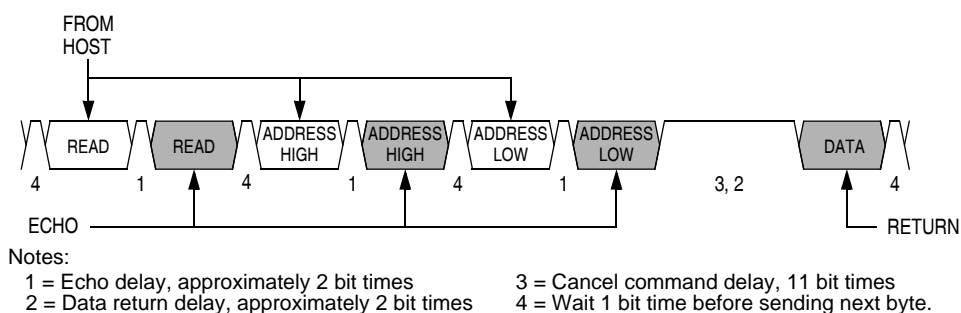 FROM
HOST
READ
READ
ADDRESS
HIGH
ADDRESS
HIGH
ADDRESS
LOW
ADDRESS
LOW
DATA
4
1
4
1
4
1
3, 2
4
ECHO
RETURN
Notes:
1 = Echo delay, approximately 2 bit times
2 = Data return delay, approximately 2 bit times
3 = Cancel command delay, 11 bit times
4 = Wait 1 bit time before sending next byte.